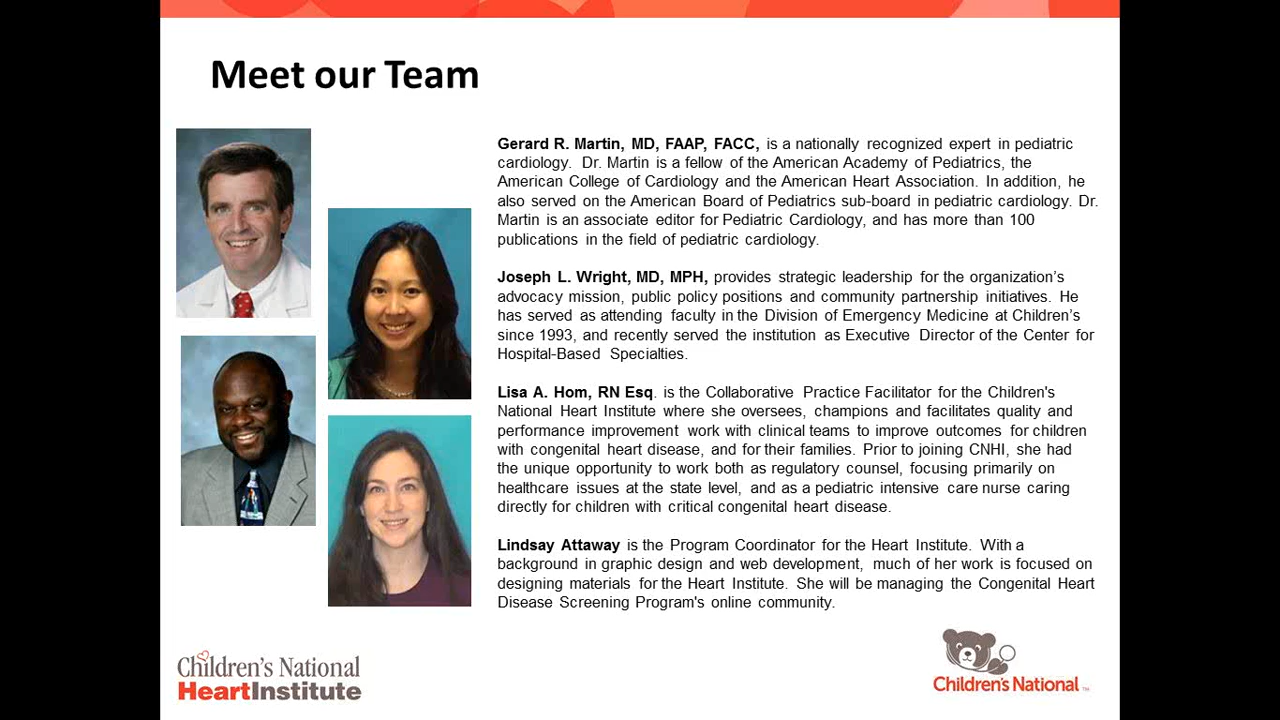 Meet our Team
Gerard R. Martin, MD, FAAP, FACC, is a nationally recognized expert in pediatric
cardiology. Dr. Martin is a fellow of the American Academy of Pediatrics, the
American College of Cardiology and the American Heart Association. In addition, he
also served on the American Board of Pediatrics sub-board in pediatric cardiology. Dr.
Martin is an associate editor for Pediatric Cardiology, and has more than 100
publications in the field of pediatric cardiology.
Joseph L. Wright, MD, MPH, provides strategic leadership for the organization’s
advocacy mission, public policy positions and community partnership initiatives. He
has served as attending faculty in the Division of Emergency Medicine at Children’s
since 1993, and recently served the institution as Executive Director of the Center for
Hospital-Based Specialties.
Lisa A. Hom, RN Esq. is the Collaborative Practice Facilitator for the Children's
National Heart Institute where she oversees, champions and facilitates quality and
performance improvement work with clinical teams to improve outcomes for children
with congenital heart disease, and for their families. Prior to joining CNHI, she had
the unique opportunity to work both as regulatory counsel, focusing primarily on
healthcare issues at the state level, and as a pediatric intensive care nurse caring
directly for children with critical congenital heart disease.
Lindsay Attaway is the Program Coordinator for the Heart Institute. With a
background in graphic design and web development, much of her work is focused on
designing materials for the Heart Institute. She will be managing the Congenital Heart
Disease Screening Program's online community.
Children's National
HeartInstitute
Children's National ™